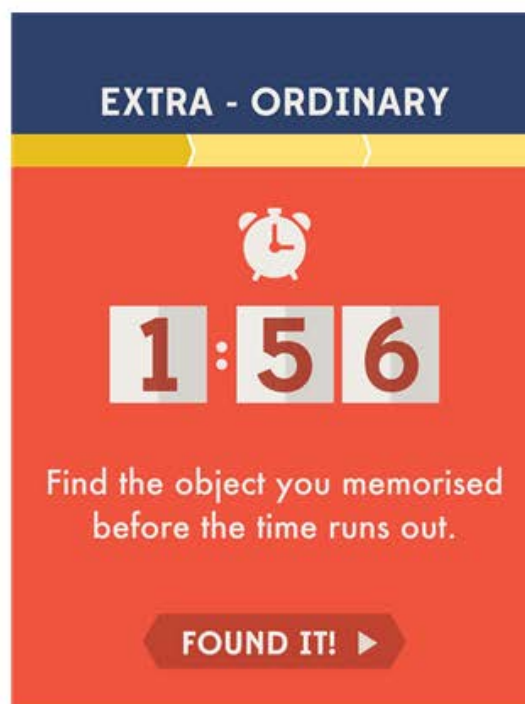 EXTRA - ORDINARY
1:56
Find the object you memorised
before the time runs out.
FOUND IT!